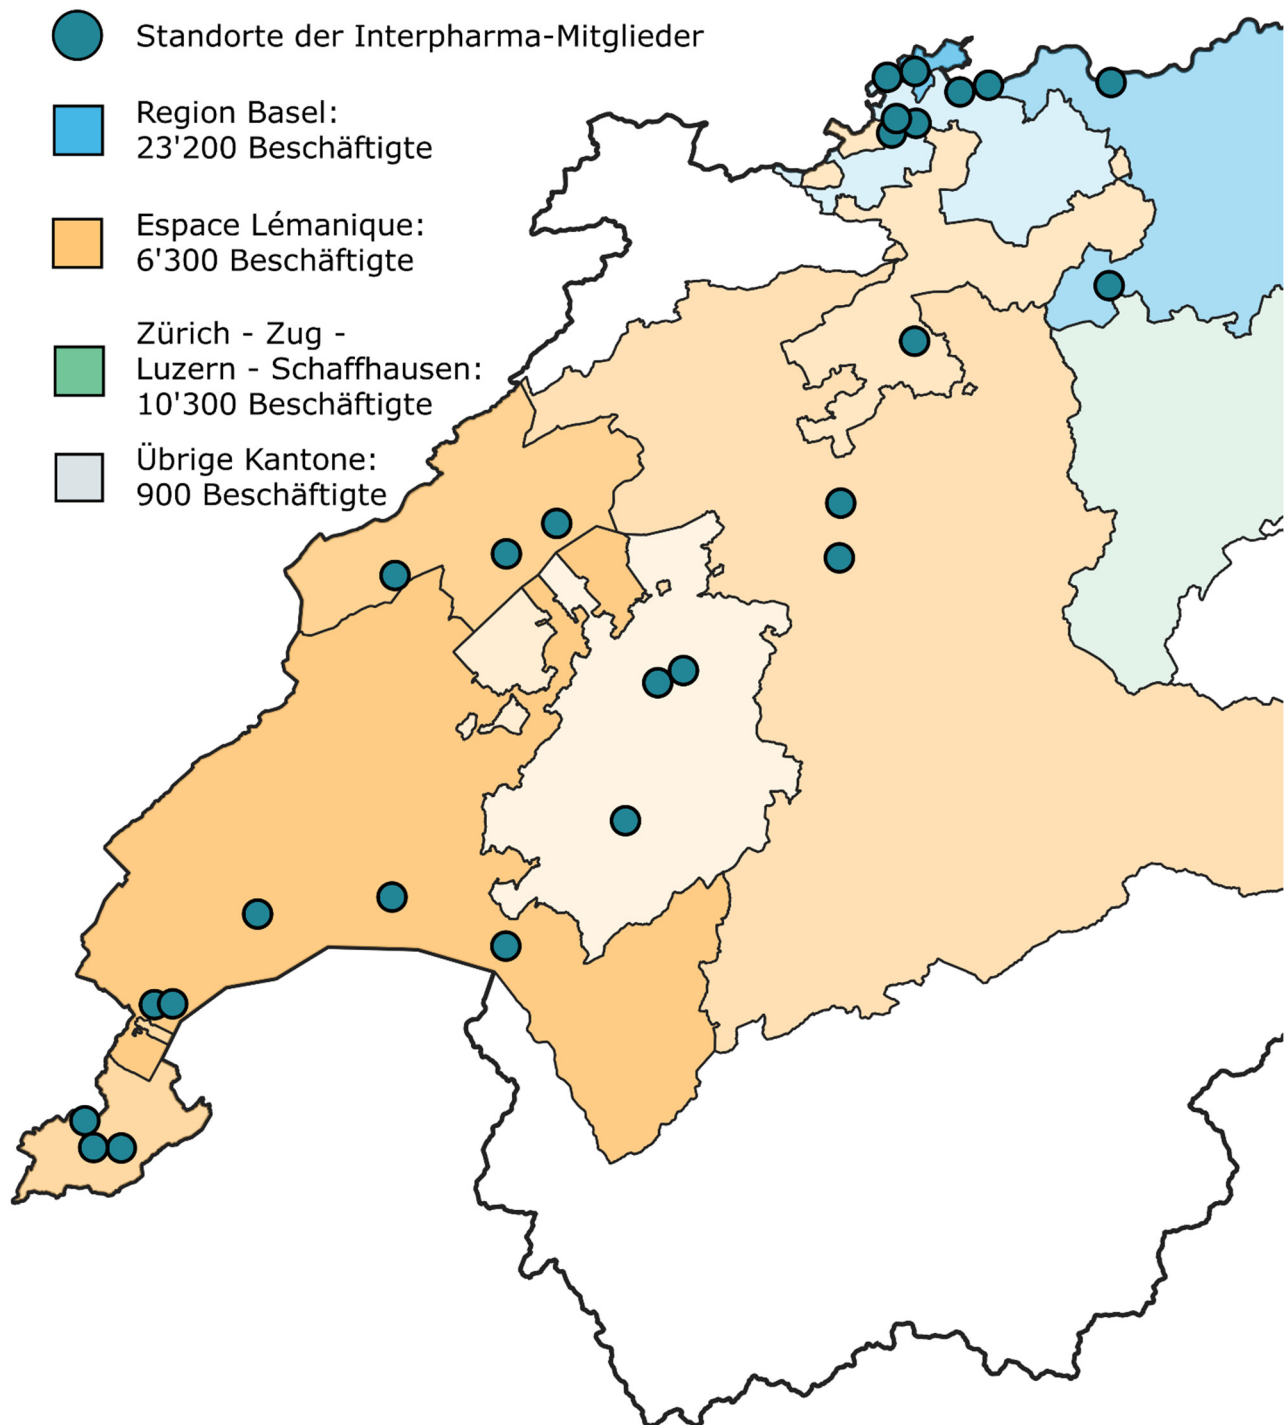 Standorte der Interpharma-Mitglieder
Region Basel:
23'200 Beschäftigte
Espace Lémanique:
6'300 Beschäftigte
Zürich - Zug -
Luzern - Schaffhausen:
10'300 Beschäftigte
Übrige Kantone:
900 Beschäftigte